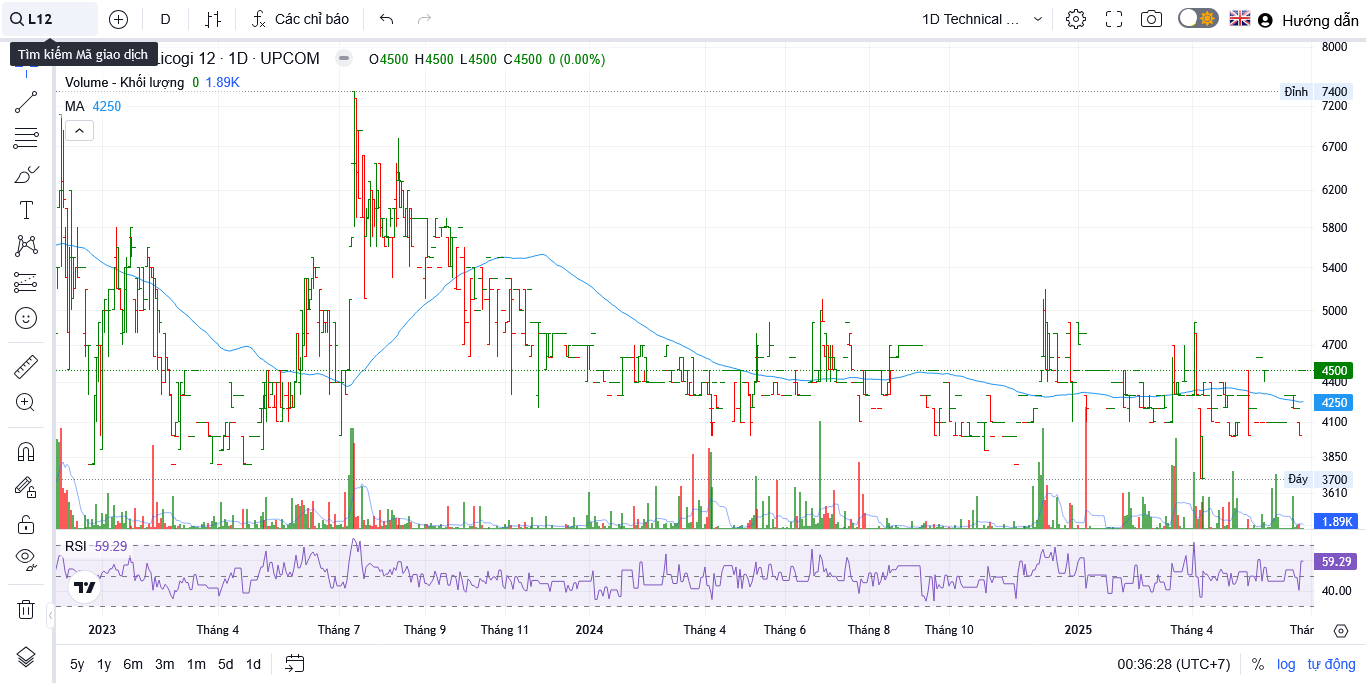 L12
D
Các chỉ báo
1D Technical ...
Hướng dẫn
Tìm kiếm Mã giao dịch
Licogi 12 · 1D · UPCOM
O4500 H4500 L4500 C4500 0 (0.00%)
Volume - Khối lượng 0 1.89K
MA 4250
8000
Đỉnh 7400
7200
6700
6200
5800
5400
5000
4700
4500
4400
4250
4100
3850
Đáy 3700
3610
1.89K
RSI 59.29
59.29
40.00
2023 Tháng 4 Tháng 7 Tháng 9 Tháng 11 2024 Tháng 4 Tháng 6 Tháng 8 Tháng 10 2025 Tháng 4 Thár
5y 1y 6m 3m 1m 5d 1d
00:36:28 (UTC+7) % log tự động